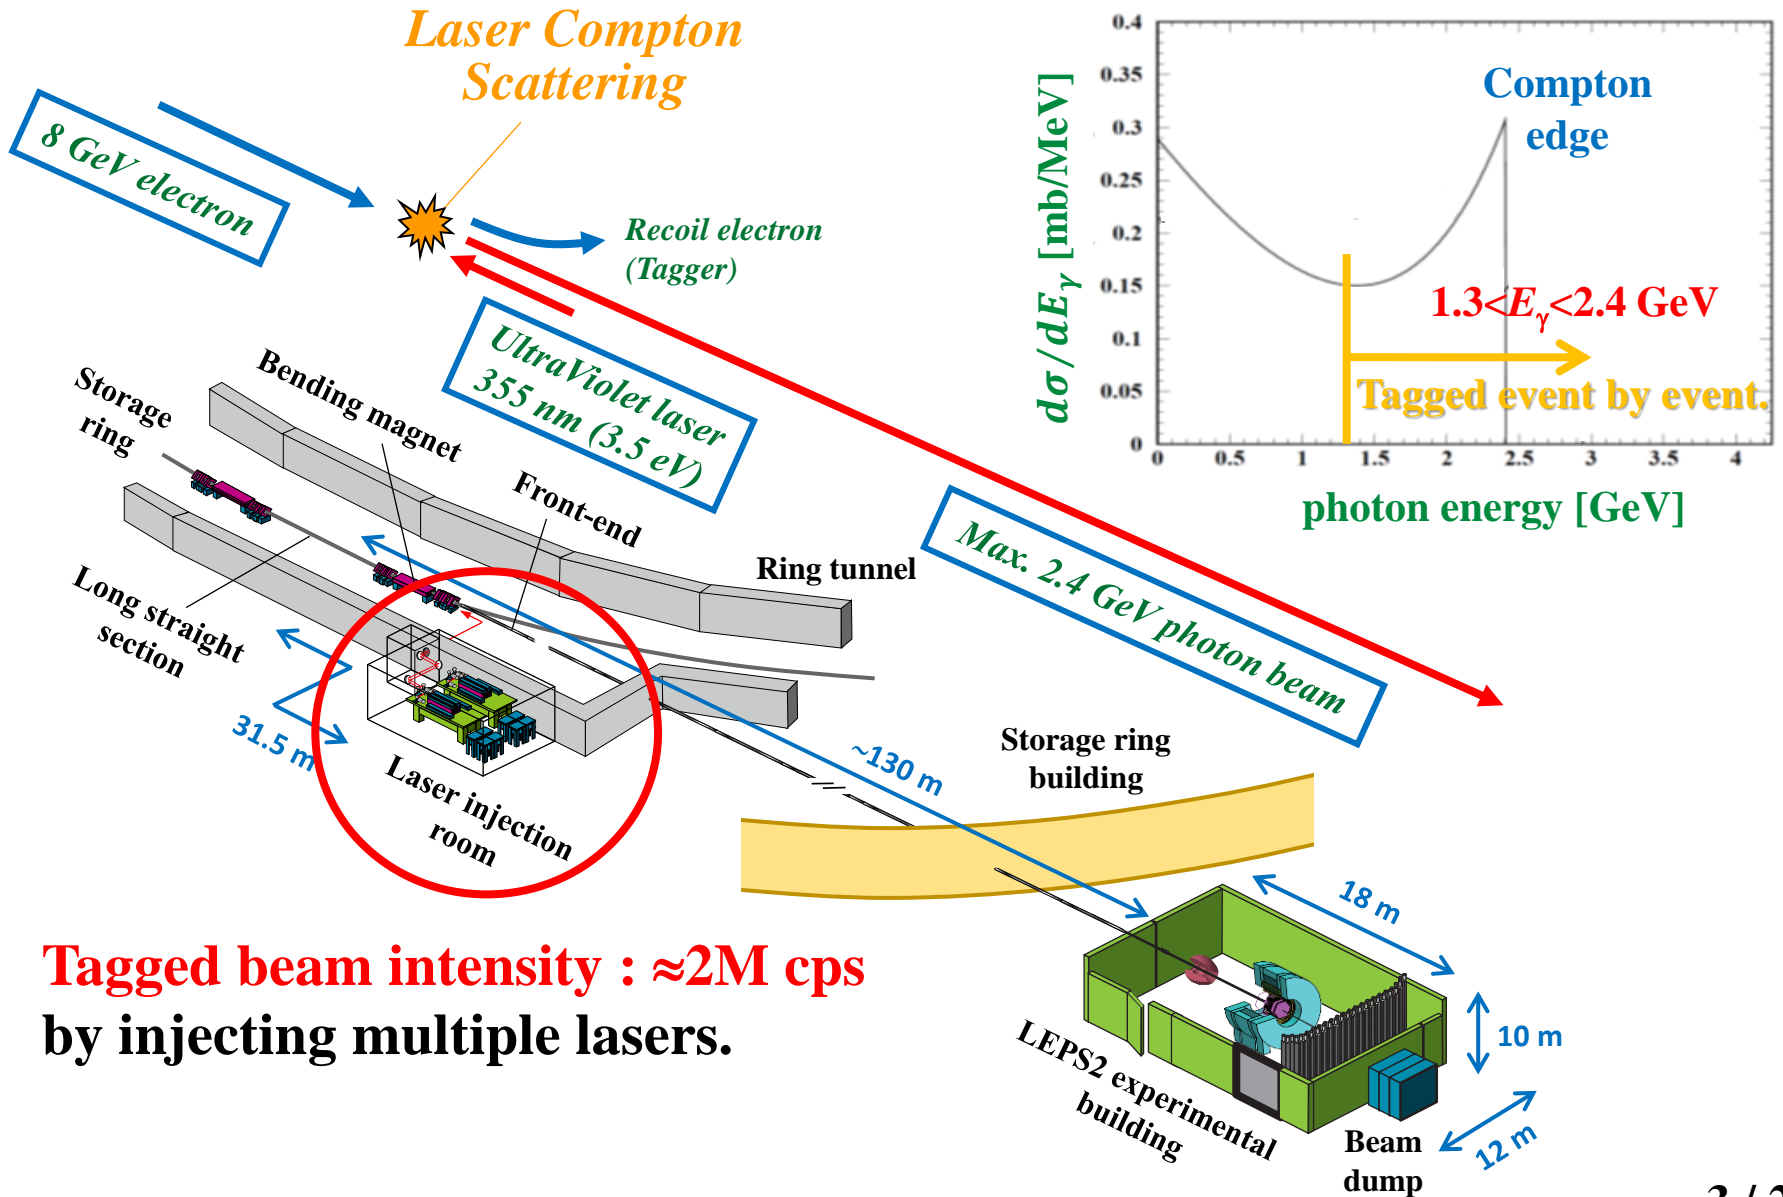 Laser Compton
Scattering
8 GeV electron
Recoil electron
(Tagger)
UltraViolet laser
355 nm (3.5 eV)
Max. 2.4 GeV photon beam
dσ/dEγ [mb/MeV]
0.4
0.35
0.3
0.25
0.2
0.15
0.1
0.05
0
Compton
edge
1.3<Eγ<2.4 GeV
Tagged event by event.
0 0.5 1 1.5 2 2.5 3 3.5 4
photon energy [GeV]
Storage
ring
Bending magnet
Front-end
Ring tunnel
Long straight
section
31.5 m
Laser injection
room
~130 m
Storage ring
building
18 m
10 m
12 m
LEPS2 experimental
building
Beam
dump
Tagged beam intensity : ≈2M cps
by injecting multiple lasers.